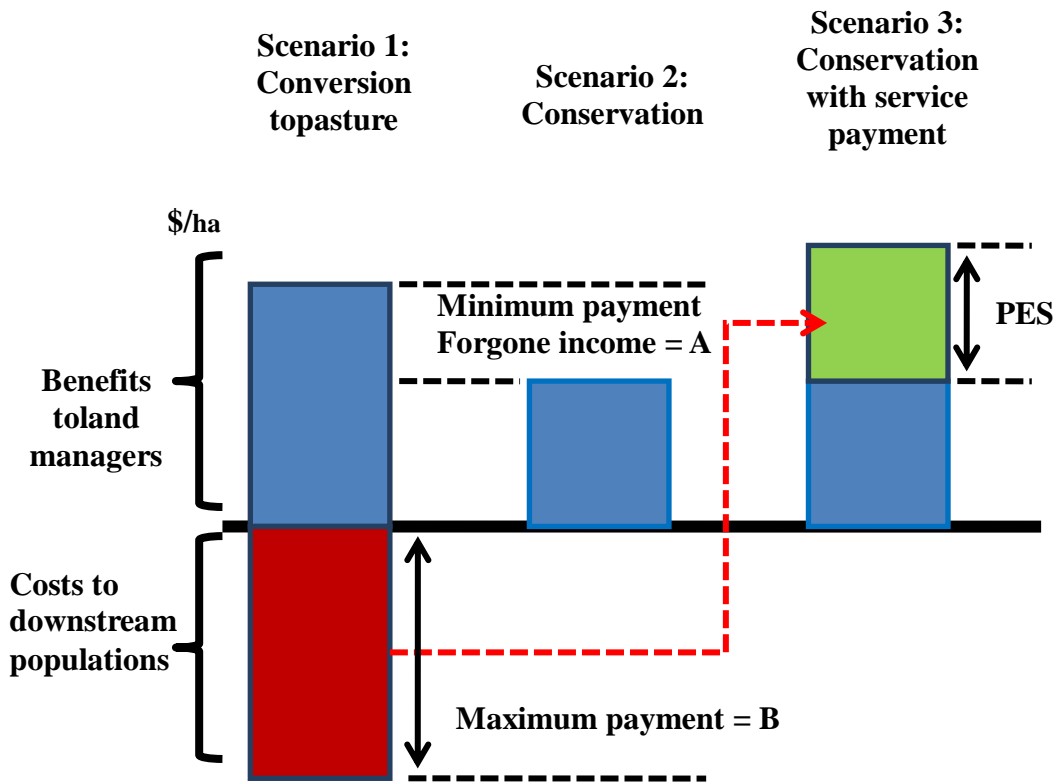 Scenario 1:
Conversion
topasture
Scenario 2:
Conservation
Scenario 3:
Conservation
with service
payment
$/ha
Minimum payment
Forgone income = A
PES
Benefits
toland
managers
Costs to
downstream
populations
Maximum payment = B